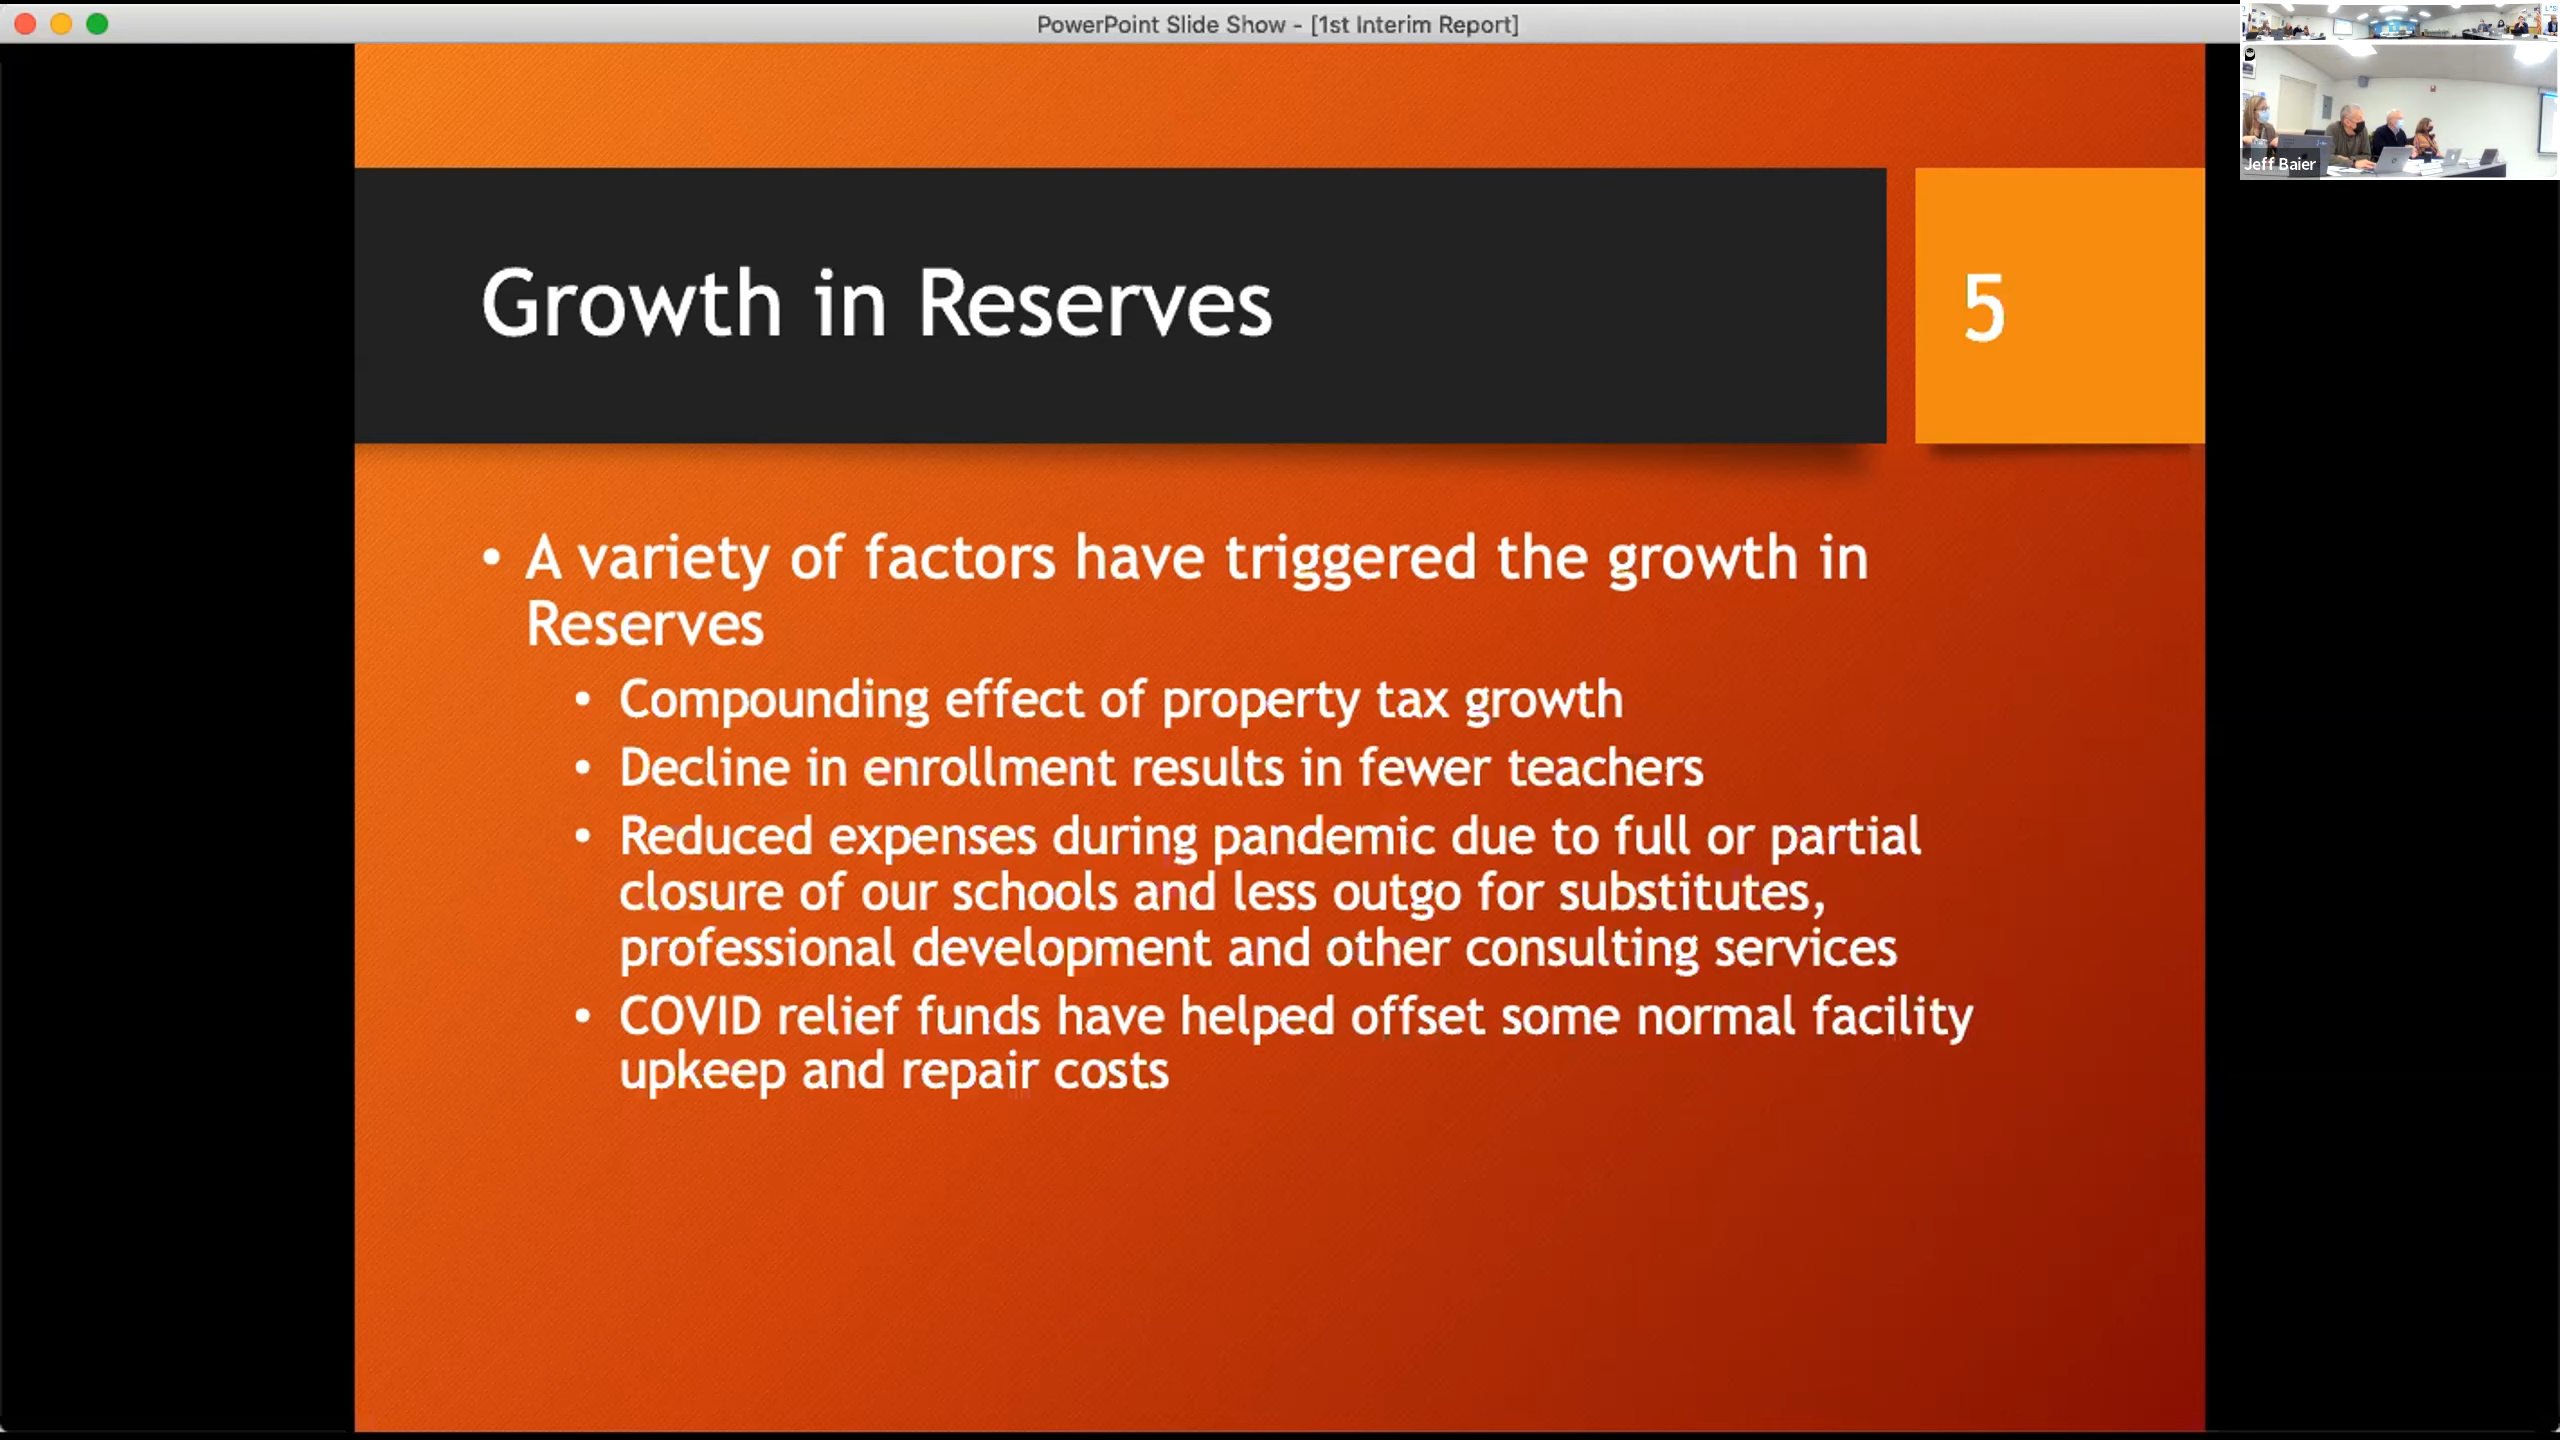 PowerPoint Slide Show - [1st Interim Report]
Jeff Baier
Growth in Reserves
5
• A variety of factors have triggered the growth in
Reserves
• Compounding effect of property tax growth
• Decline in enrollment results in fewer teachers
• Reduced expenses during pandemic due to full or partial
closure of our schools and less outgo for substitutes,
professional development and other consulting services
• COVID relief funds have helped offset some normal facility
upkeep and repair costs